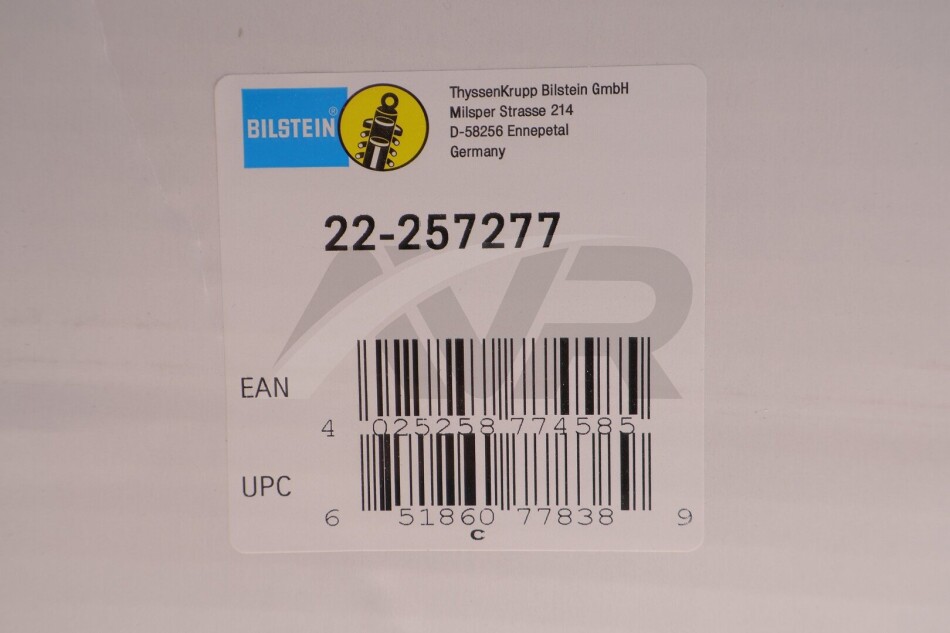 BILSTEIN®
ThyssenKrupp Bilstein GmbH
Milsper Strasse 214
D-58256 Ennepetal
Germany
22-257277
AVR
EAN
4 025258 774585
UPC
6 51860 77838 9
C